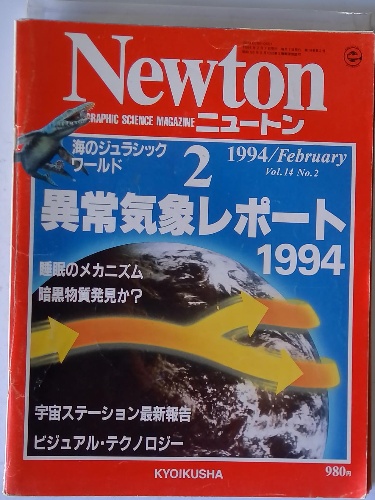 Newton
GRAPHIC SCIENCE MAGAZINE ニュートン
海のジュラシック
ワールド
2
1994/February
Vol.14 No.2
異常気象レポート
1994
睡眠のメカニズム
暗黒物質発見か?
宇宙ステーション最新報告
ビジュアル・テクノロジー
KYOIKUSHA
980円